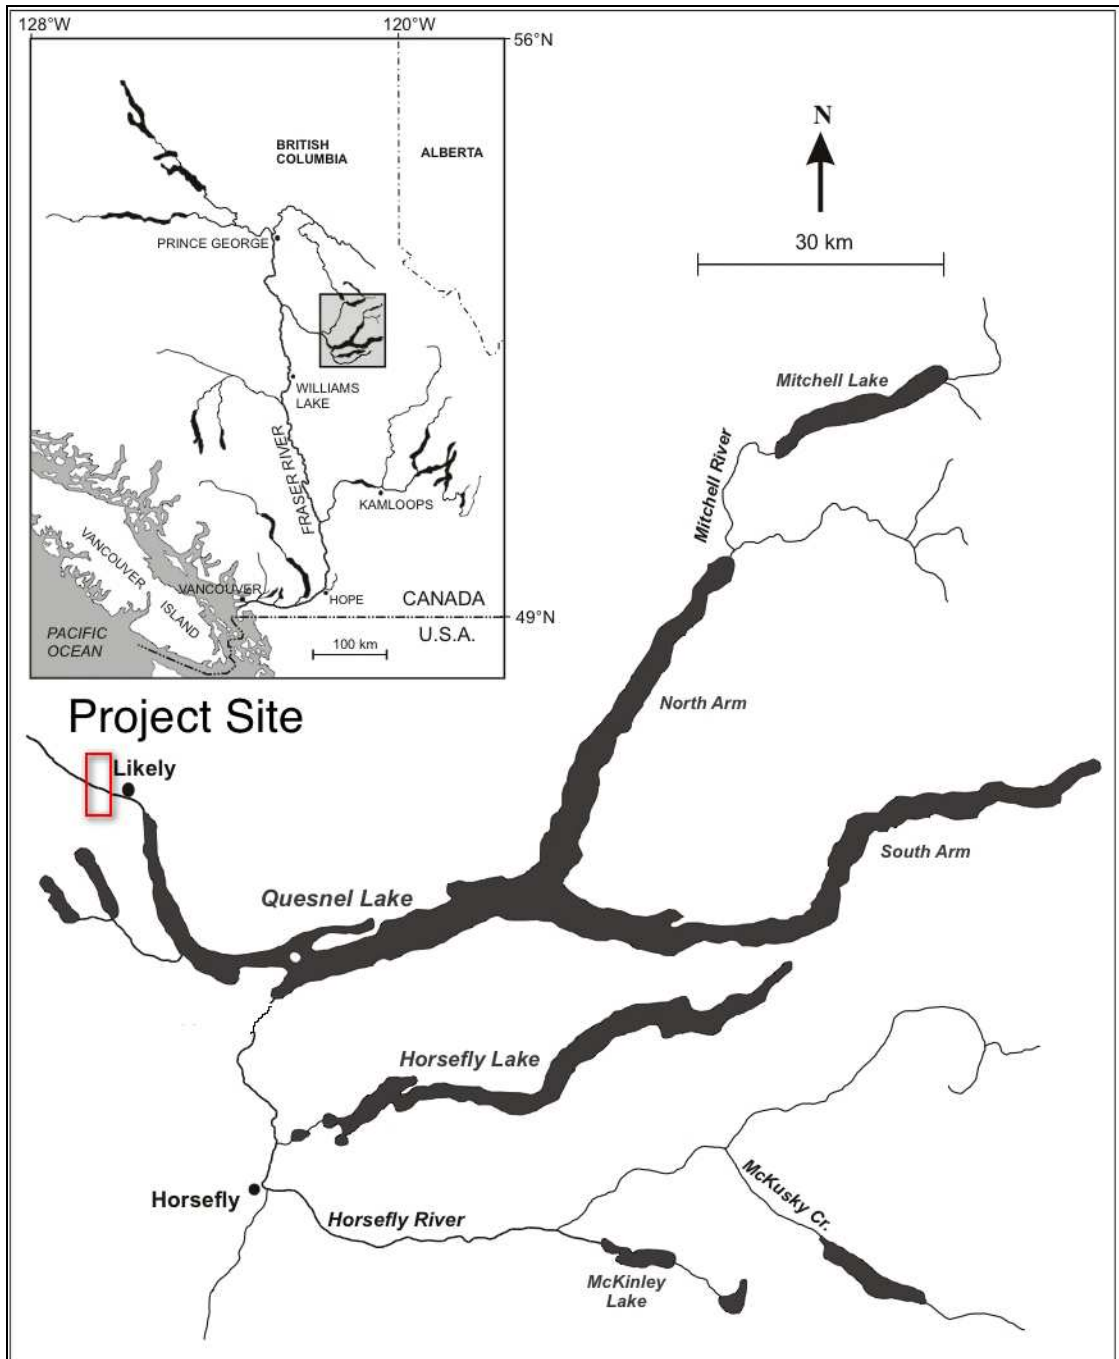 128°W
120°W
56°N
BRITISH
COLUMBIA
ALBERTA
PRINCE GEORGE
WILLIAMS
LAKE
FRASER RIVER
KAMLOOPS
VANCOUVER
ISLAND
VANCOUVER
HOPE
CANADA
49°N
U.S.A.
PACIFIC
OCEAN
100 km
N
30 km
Mitchell Lake
Mitchell River
North Arm
Project Site
Likely
South Arm
Quesnel Lake
Horsefly Lake
Horsefly
Horsefly River
McKusky Cr.
McKinley
Lake